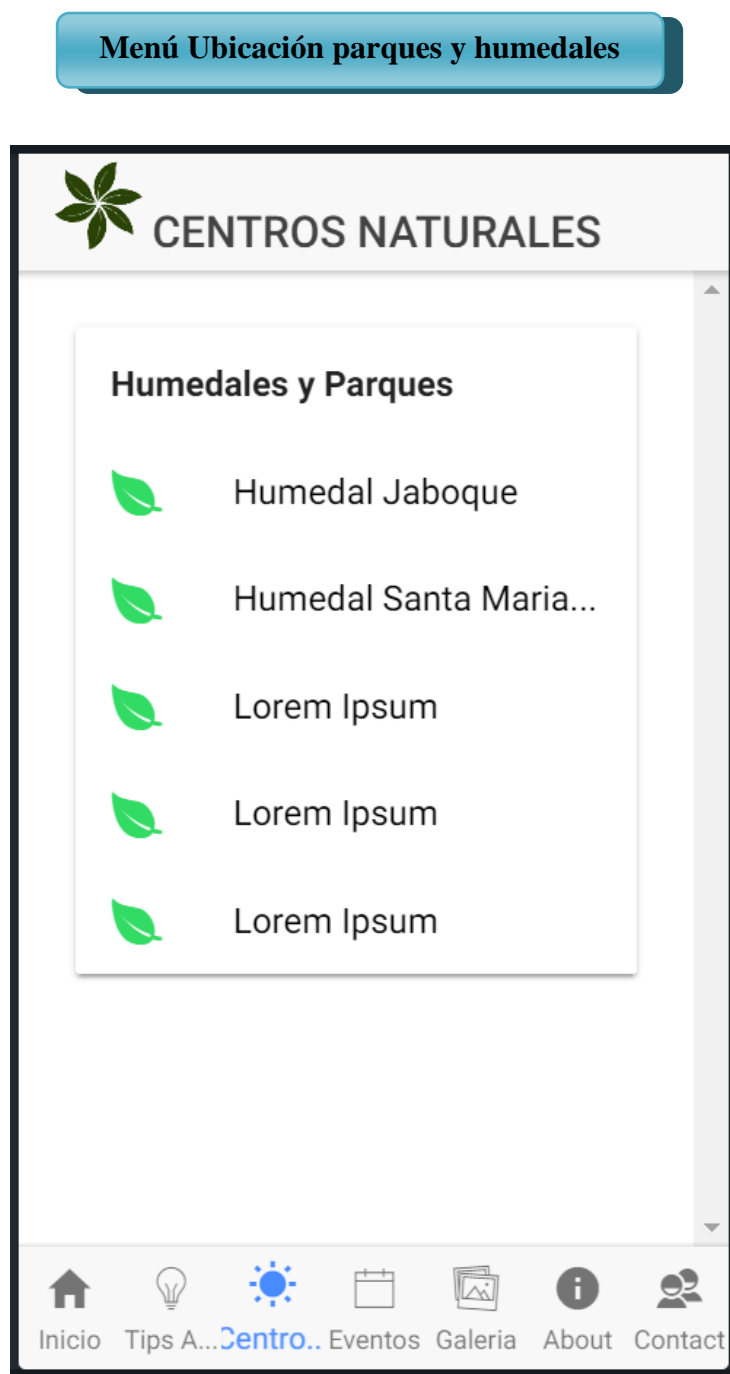 Menú Ubicación parques y humedales
CENTROS NATURALES
Humedales y Parques
Humedal Jaboque
Humedal Santa Maria...
Lorem Ipsum
Lorem Ipsum
Lorem Ipsum
Inicio Tips A... Centro.. Eventos Galeria About Contact